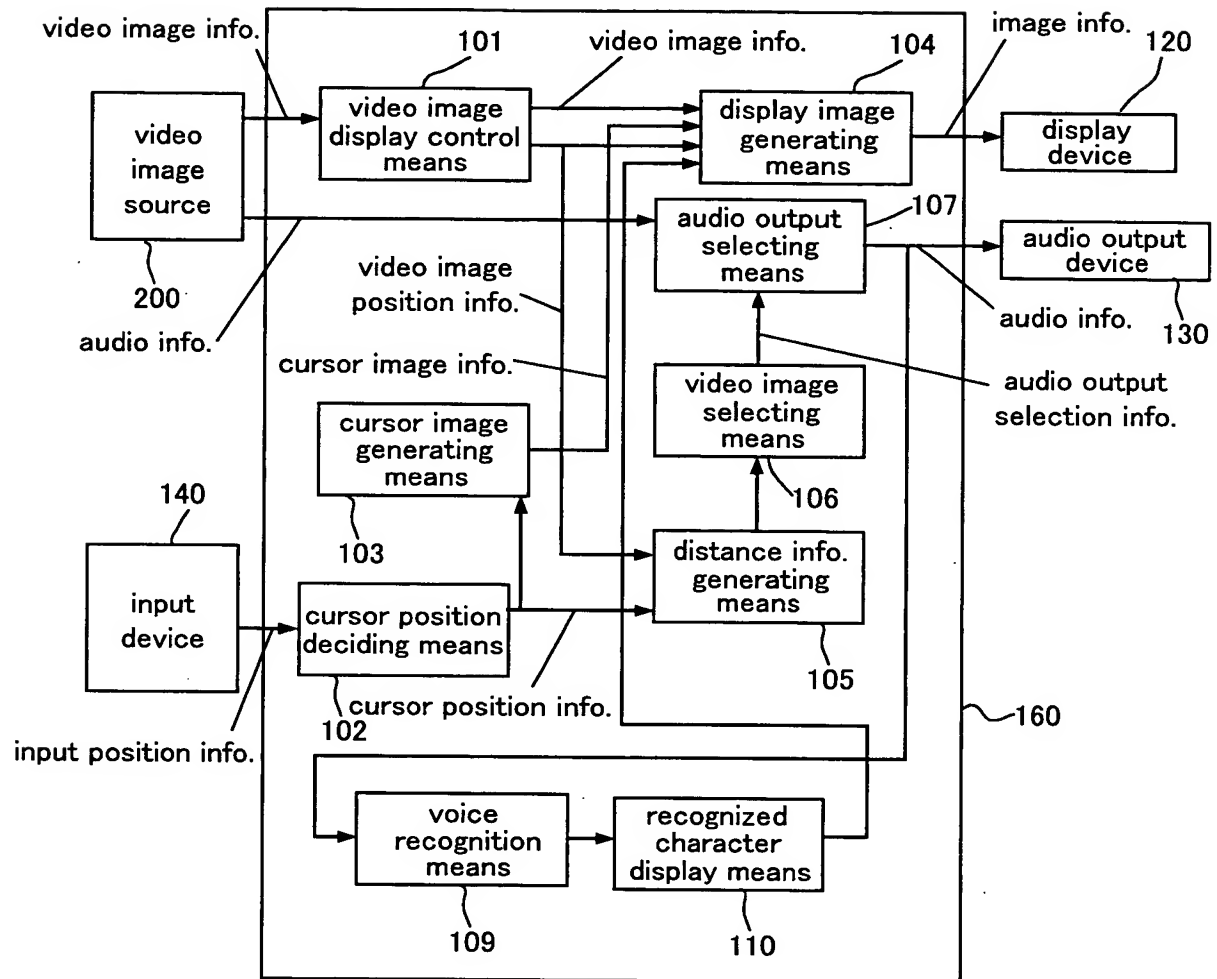 video image info.
101
video image info.
104
image info.
120
video
image
source
video image
display control
means
display image
generating
means
display
device
107
audio output
selecting
means
audio output
device
200
video image
position info.
130
audio info.
audio info.
cursor image info.
video image
selecting
means
audio output
selection info.
cursor image
generating
means
106
140
103
distance info.
generating
means
input
device
cursor position
deciding means
105
102
cursor position info.
160
input position info.
voice
recognition
means
recognized
character
display means
109
110